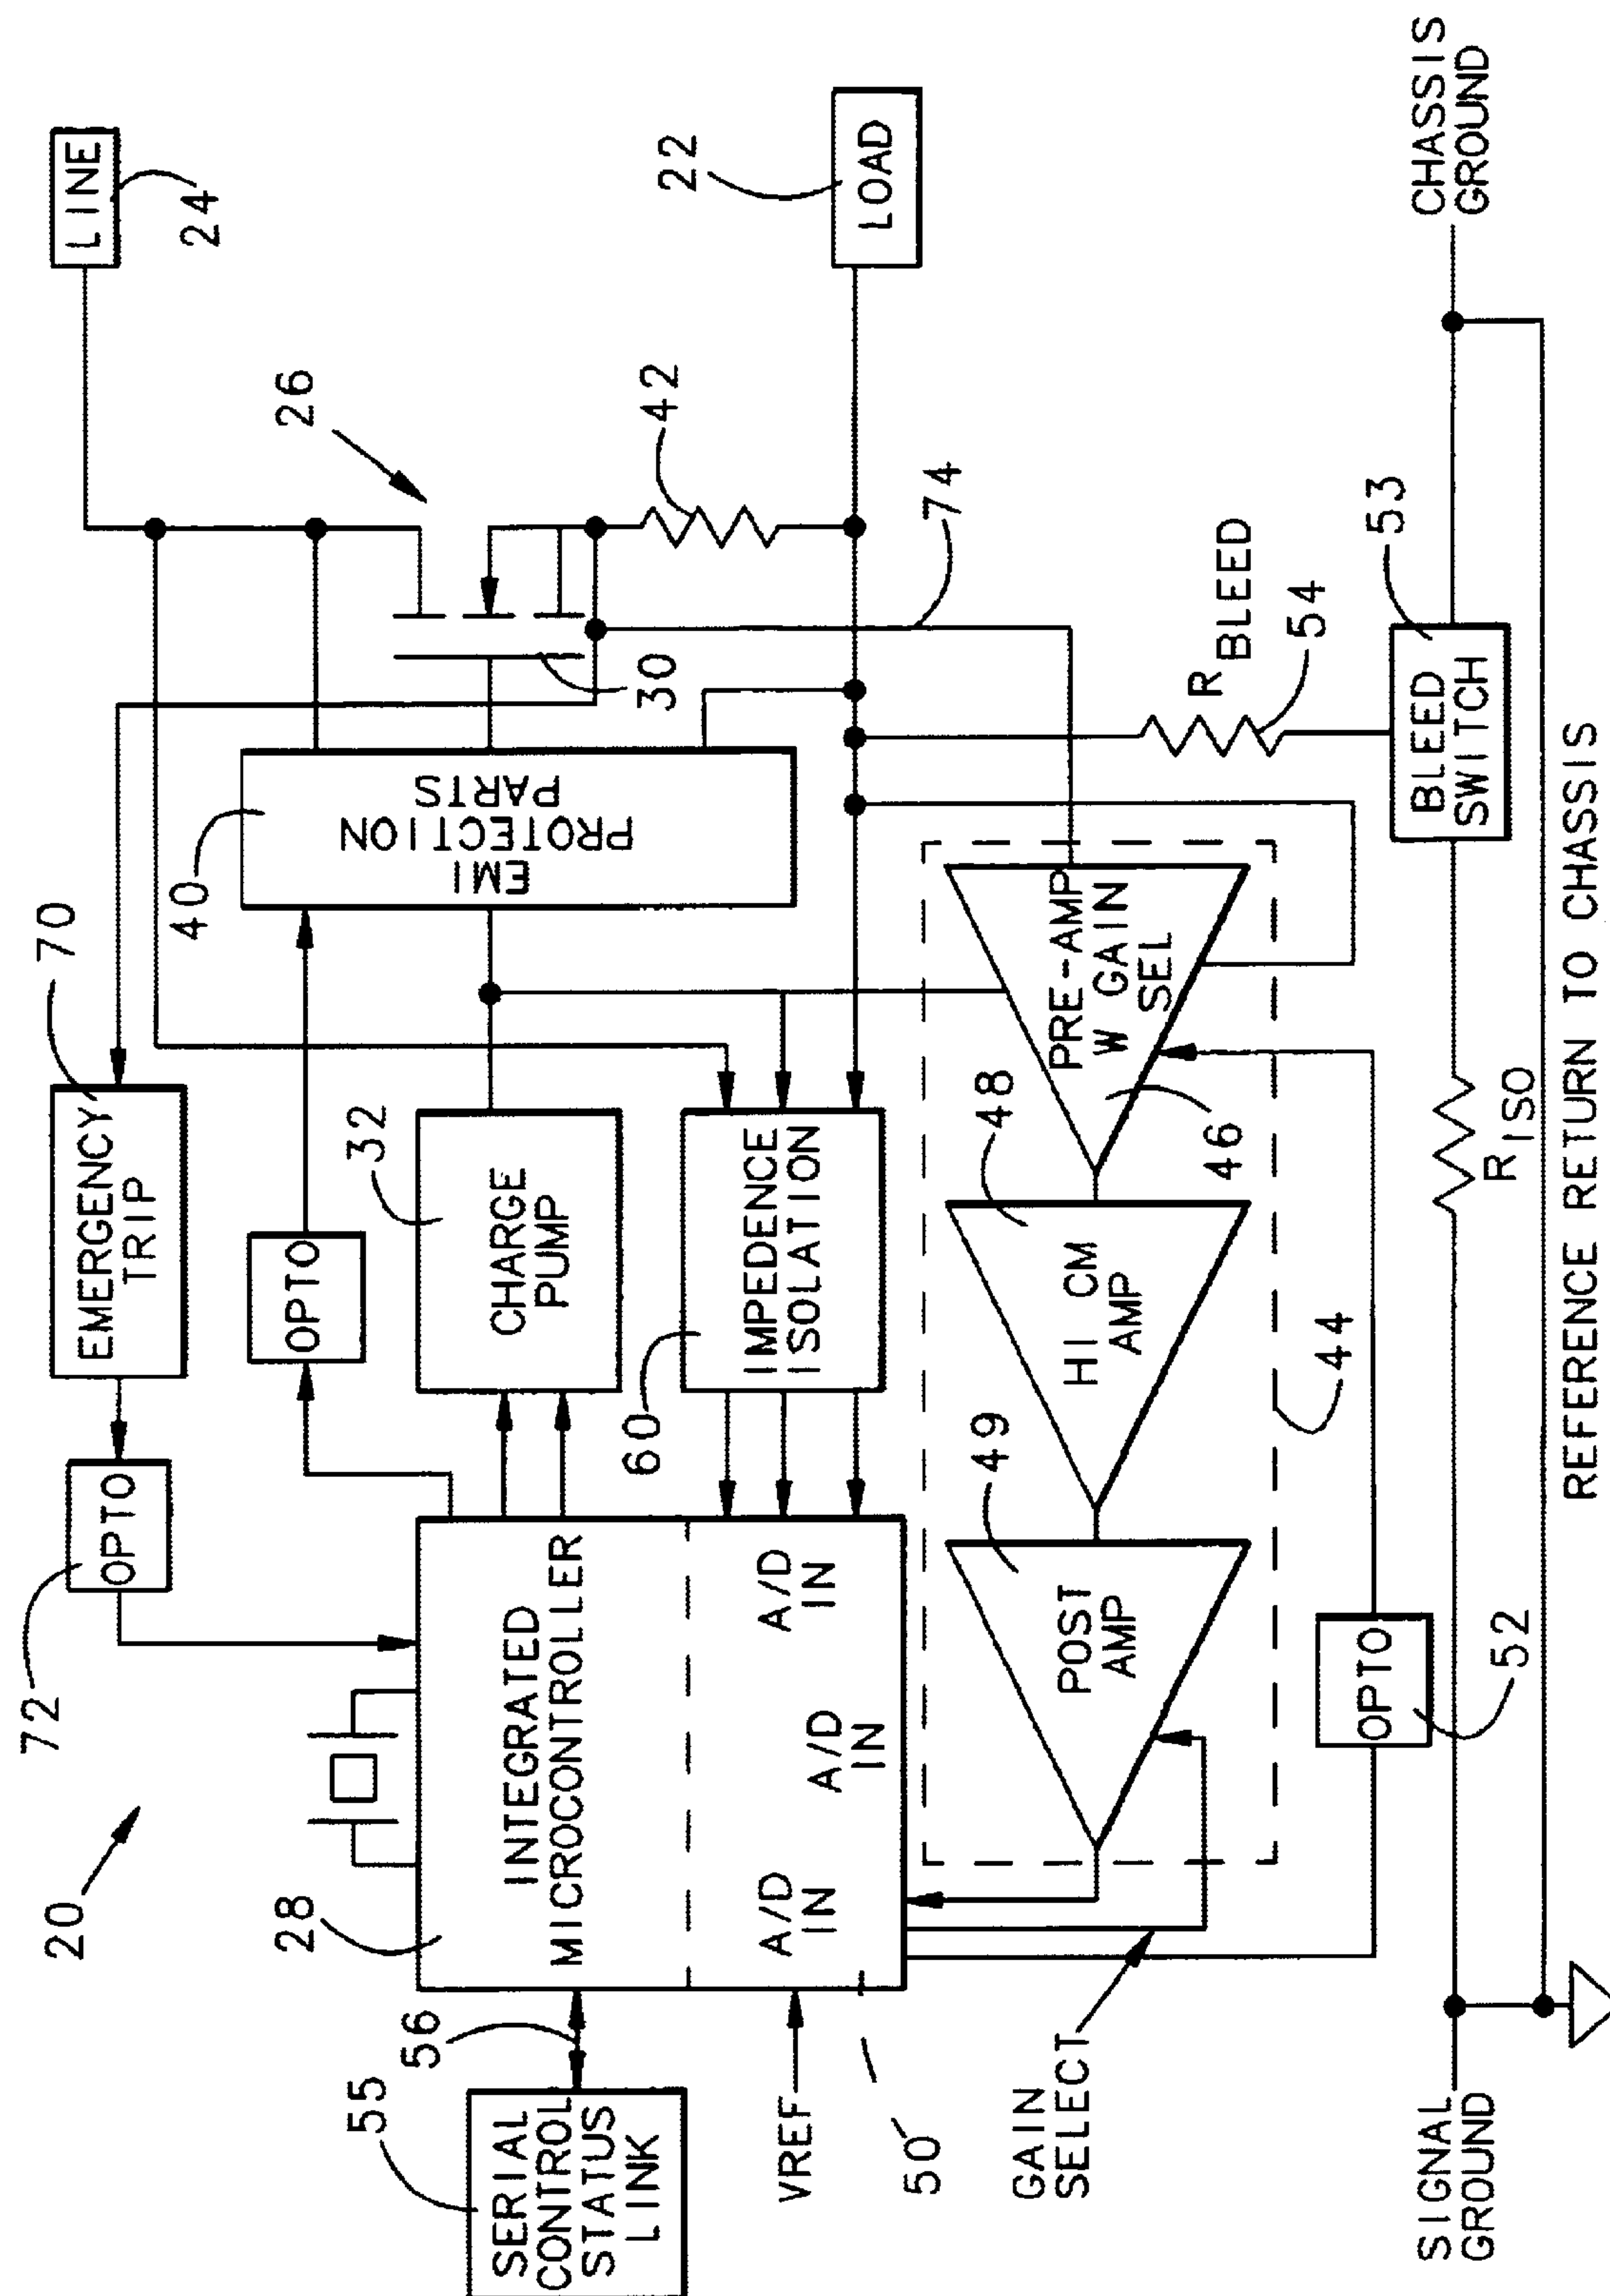 20
72
OPTO
70
EMERGENCY
TRIP
LINE
24
28
INTEGRATED
MICROCONTROLLER
A/D
IN
A/D
IN
A/D
IN
OPTO
32
CHARGE
PUMP
40
EMI
PROTECTION
PARTS
26
30
42
60
IMPEDENCE
ISOLATION
22
LOAD
74
55
SERIAL
CONTROL
STATUS
LINK
56
VREF
50
GAIN
SELECT
49
POST
AMP
48
HI CM
AMP
PRE-AMP
W GAIN
SEL
46
44
OPTO
52
R BLEED
54
53
BLEED
SWITCH
R ISO
SIGNAL
GROUND
CHASSIS
GROUND
REFERENCE RETURN TO CHASSIS